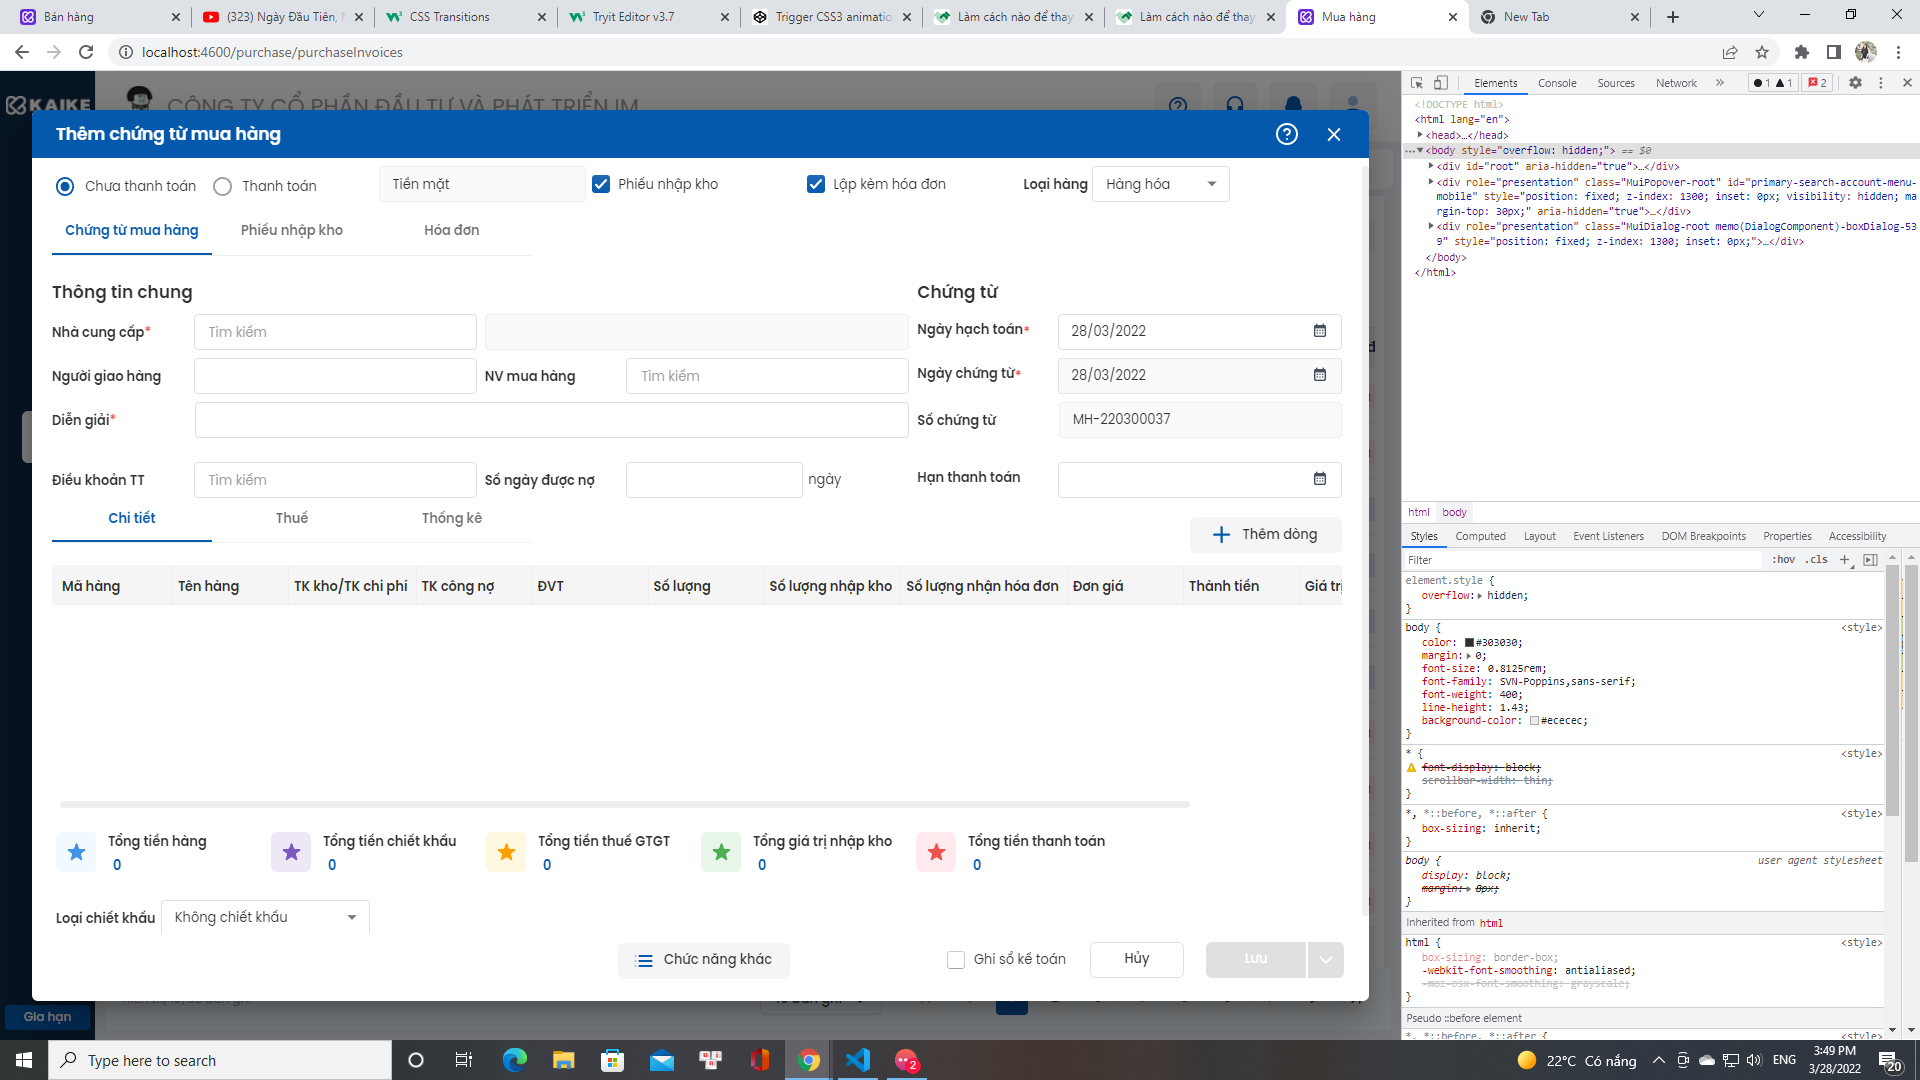 Bán hàng
(323) Ngày Đầu Tiên,
CSS Transitions
Tryit Editor v3.7
Trigger CSS3 animatio
Làm cách nào để thay
Làm cách nào để thay
Mua hàng
New Tab
localhost:4600/purchase/purchaseInvoices
KAIKE
CÔNG TY CỔ PHẦN ĐẦU TƯ VÀ PHÁT TRIỂN IM
Thêm chứng từ mua hàng
Chưa thanh toán
Thanh toán
Tiền mặt
Phiếu nhập kho
Lập kèm hóa đơn
Loại hàng
Hàng hóa
Chứng từ mua hàng
Phiếu nhập kho
Hóa đơn
Thông tin chung
Chứng từ
Nhà cung cấp*
Tìm kiếm
Ngày hạch toán*
28/03/2022
Người giao hàng
NV mua hàng
Tìm kiếm
Ngày chứng từ*
28/03/2022
Diễn giải*
Số chứng từ
MH-220300037
Điều khoản TT
Tìm kiếm
Số ngày được nợ
ngày
Hạn thanh toán
Chi tiết
Thuế
Thống kê
Thêm dòng
Mã hàng
Tên hàng
TK kho/TK chi phí
TK công nợ
ĐVT
Số lượng
Số lượng nhập kho
Số lượng nhận hóa đơn
Đơn giá
Thành tiền
Giá trị
Tổng tiền hàng
0
Tổng tiền chiết khấu
0
Tổng tiền thuế GTGT
0
Tổng giá trị nhập kho
0
Tổng tiền thanh toán
0
Loại chiết khấu
Không chiết khấu
Chức năng khác
Ghi sổ kế toán
Hủy
Lưu
Gia hạn
Elements
Console
Sources
Network
1
1
2
<!DOCTYPE html>
<html lang="en">
<head>…</head>
<body style="overflow: hidden;"> == $0
<div id="root" aria-hidden="true">…</div>
<div role="presentation" class="MuiPopover-root" id="primary-search-account-menu-
mobile" style="position: fixed; z-index: 1300; inset: 0px; visibility: hidden; ma
rgin-top: 30px;" aria-hidden="true">…</div>
<div role="presentation" class="MuiDialog-root memo(DialogComponent)-boxDialog-53
9" style="position: fixed; z-index: 1300; inset: 0px;">…</div>
</body>
</html>
html
body
Styles
Computed
Layout
Event Listeners
DOM Breakpoints
Properties
Accessibility
Filter
:hov
.cls
element.style {
overflow: hidden;
}
body {
<style>
color: #303030;
margin: 0;
font-size: 0.8125rem;
font-family: SVN-Poppins,sans-serif;
font-weight: 400;
line-height: 1.43;
background-color: #ececec;
}
* {
<style>
font-display: block;
scrollbar-width: thin;
}
*, *::before, *::after {
<style>
box-sizing: inherit;
}
body {
user agent stylesheet
display: block;
margin: 8px;
}
Inherited from html
html {
<style>
box-sizing: border-box;
-webkit-font-smoothing: antialiased;
-moz-osx-font-smoothing: grayscale;
}
Pseudo ::before element
*, *::before, *::after {
<style>
Type here to search
2
22°C Có nắng
ENG
3:49 PM
3/28/2022
20